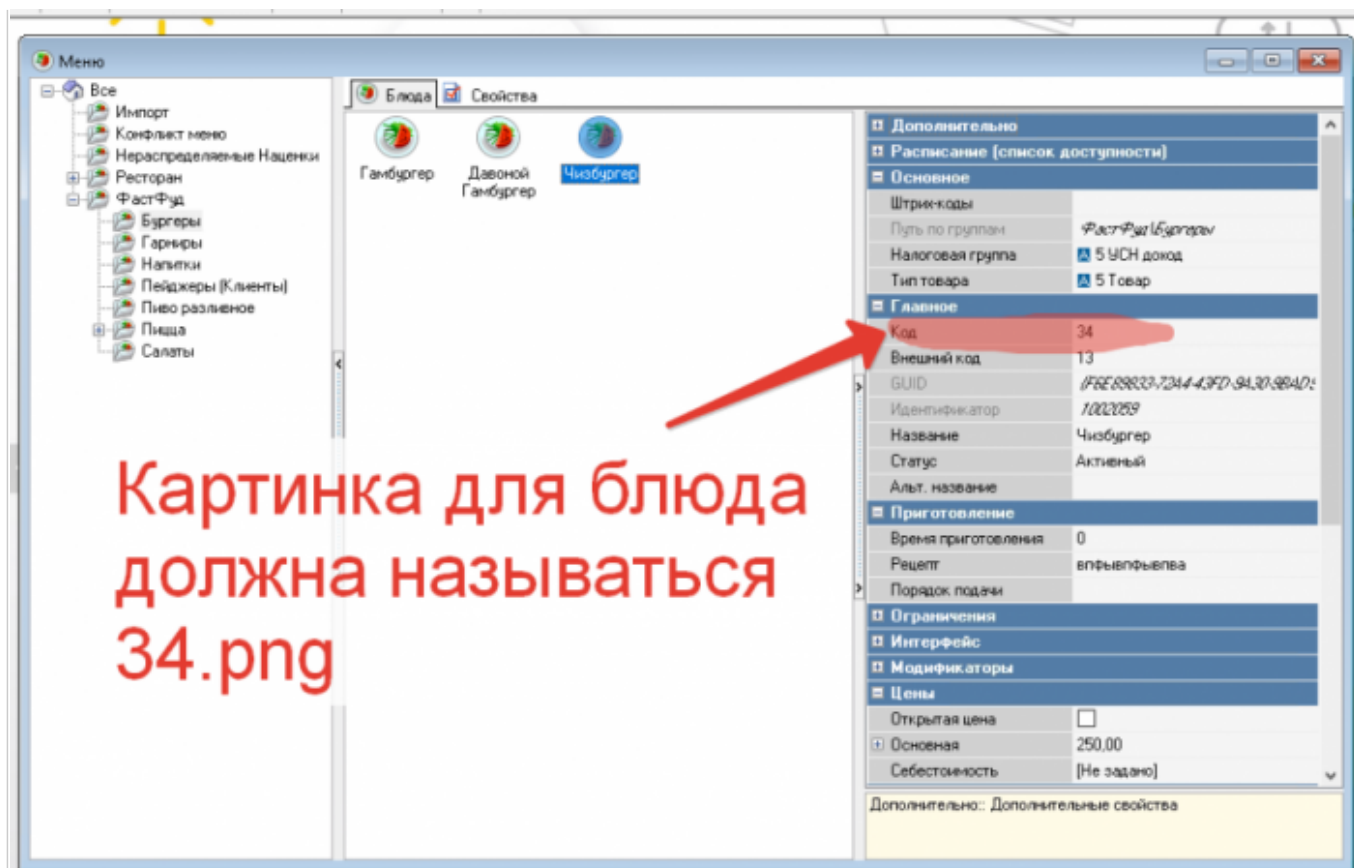 Меню
Все
Импорт
Конфликт меню
Нераспределяемые Наценки
Ресторан
ФастФуд
Бургеры
Гарниры
Напитки
Пейджеры (Клиенты)
Пиво разливное
Пицца
Салаты
Блюда Свойства
Гамбургер
Давоной Гамбургер
Чизбургер
Дополнительно
Расписание (список доступности)
Основное
Штрих-коды
Путь по группам ФастФуд\Бургеры
Налоговая группа 5 УСН доход
Тип товара 5 Товар
Главное
Код 34
Внешний код 13
GUID
Идентификатор 1002059
Название Чизбургер
Статус Активный
Альт. название
Приготовление
Время приготовления 0
Рецепт впфывпфывпва
Порядок подачи
Ограничения
Интерфейс
Модификаторы
Цены
Открытая цена
Основная 250,00
Себестоимость [Не задано]
Дополнительно:: Дополнительные свойства
Картинка для блюда
должна называться
34.png